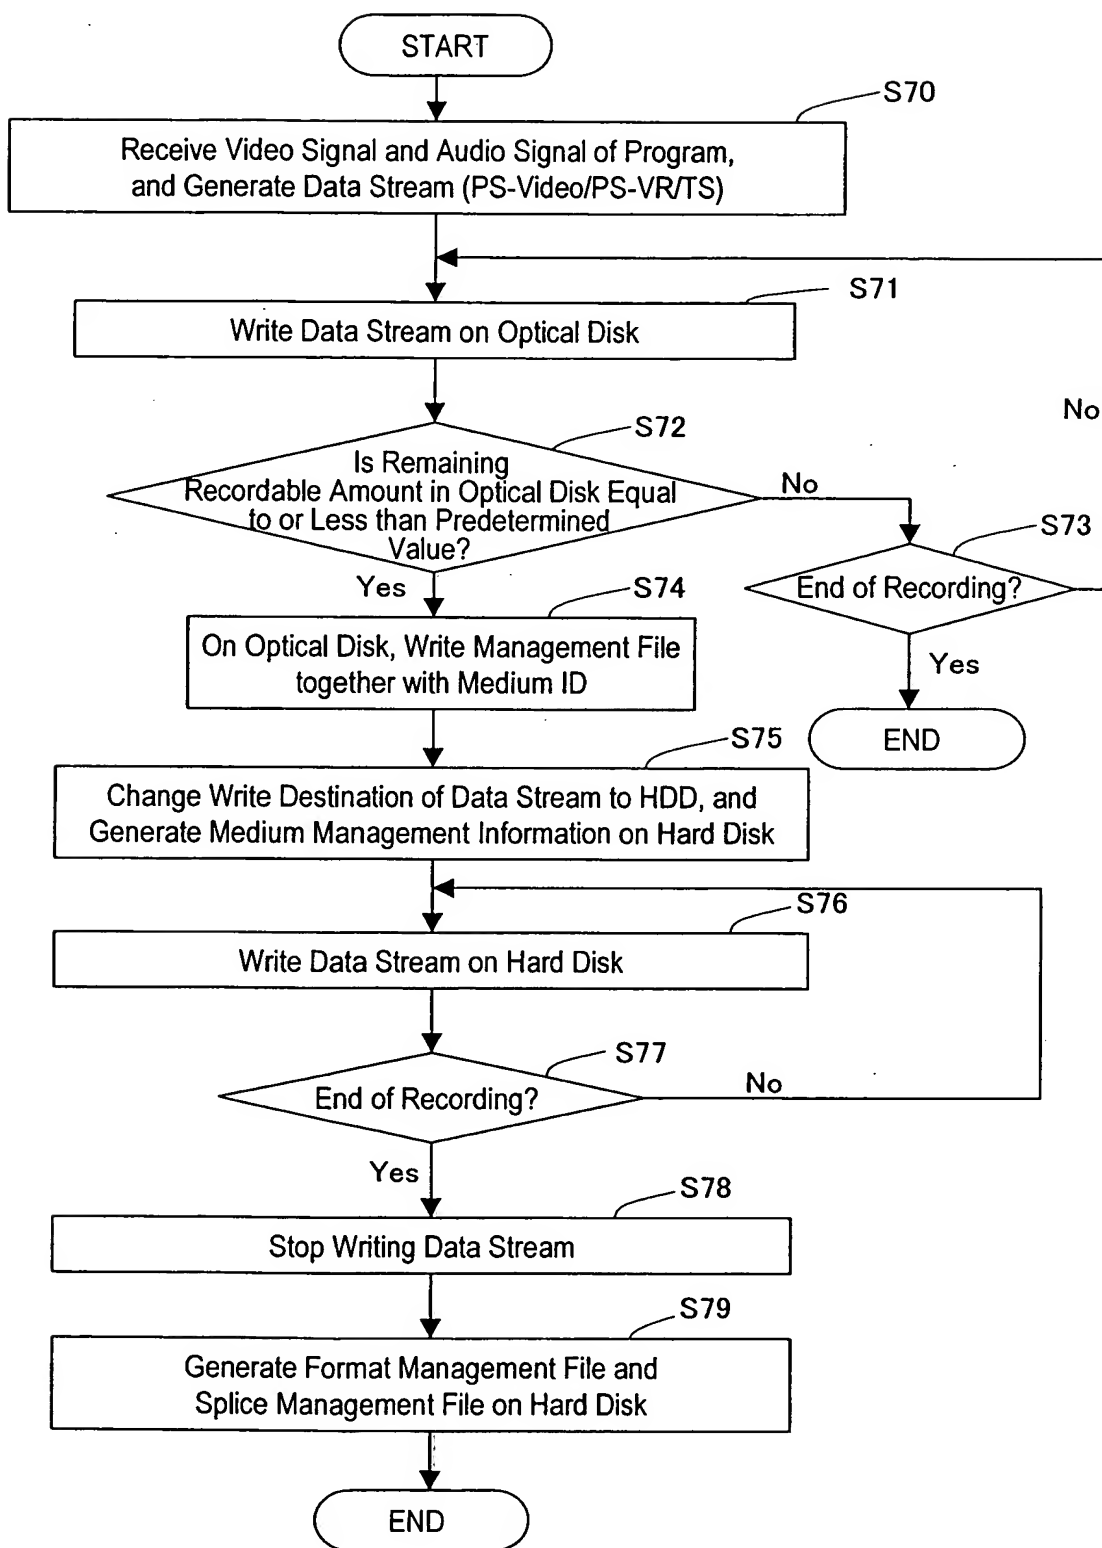 START
S70
Receive Video Signal and Audio Signal of Program,
and Generate Data Stream (PS-Video/PS-VR/TS)
S71
Write Data Stream on Optical Disk
No
S72
Is Remaining
Recordable Amount in Optical Disk Equal
to or Less than Predetermined
Value?
No
S73
End of Recording?
Yes
S74
On Optical Disk, Write Management File
together with Medium ID
Yes
END
S75
Change Write Destination of Data Stream to HDD, and
Generate Medium Management Information on Hard Disk
S76
Write Data Stream on Hard Disk
S77
End of Recording?
No
Yes
S78
Stop Writing Data Stream
S79
Generate Format Management File and
Splice Management File on Hard Disk
END